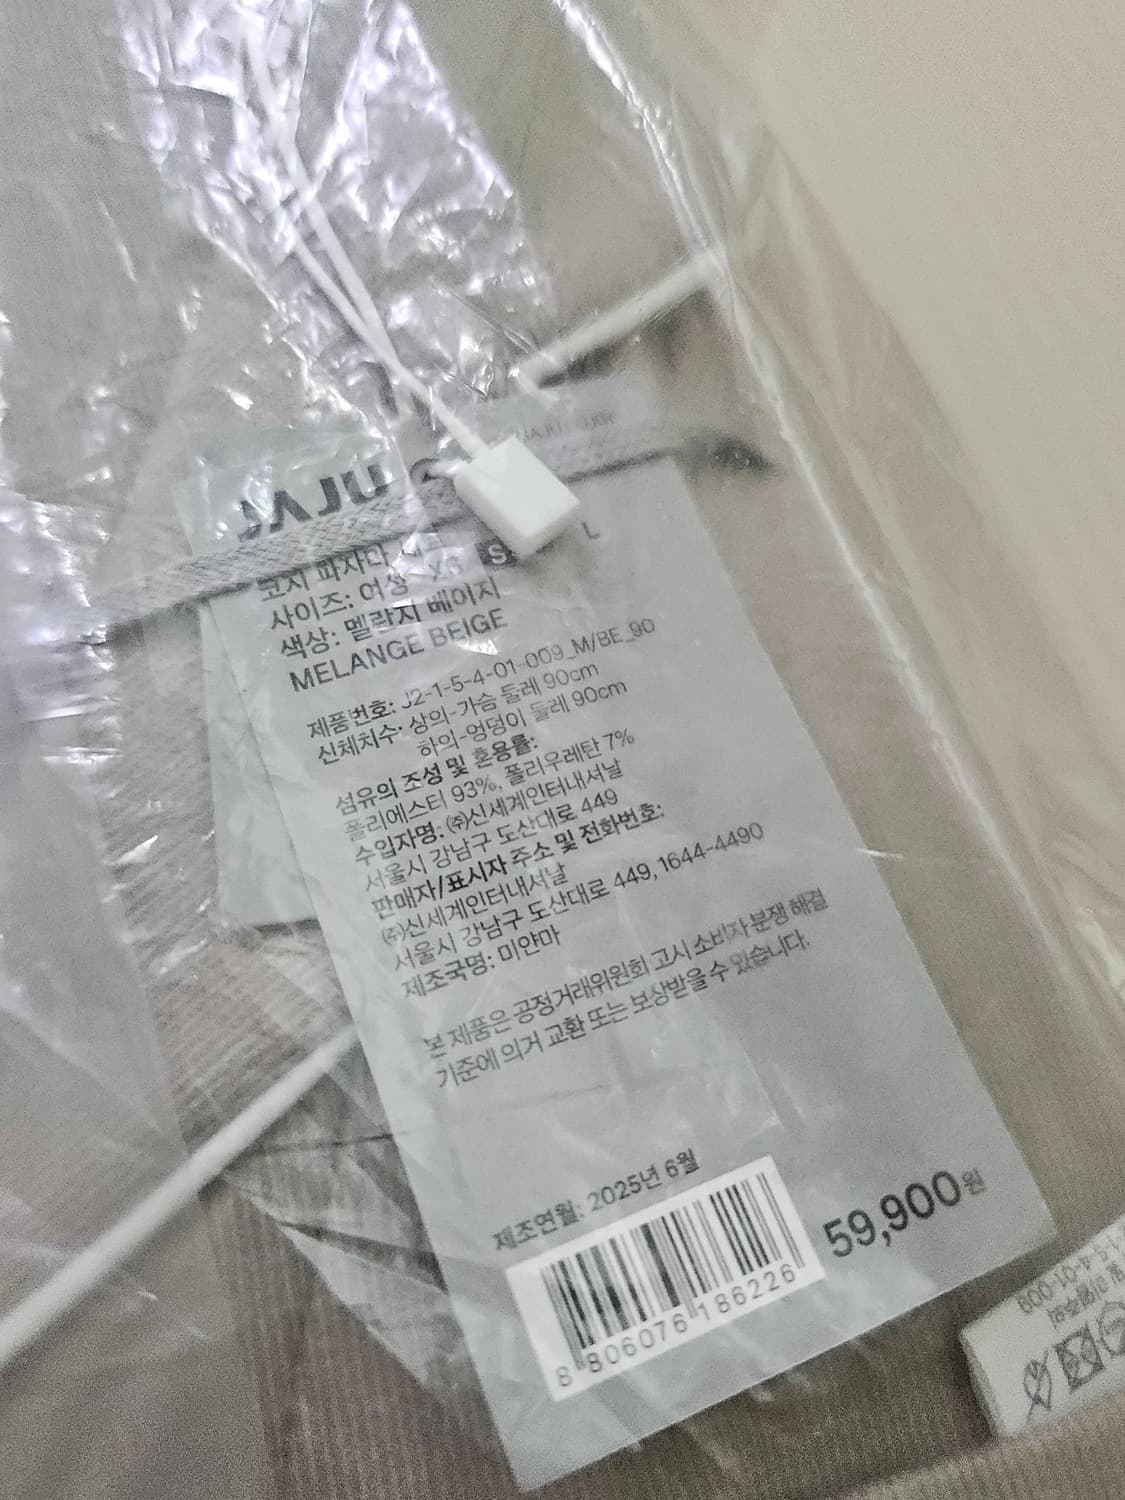 JAJU
코지 파자마
사이즈: 여성 XS S L
색상: 멜란지 베이지
MELANGE BEIGE
제품번호: J2-1-5-4-01-009_M/BE_90
신체치수: 상의-가슴 둘레 90cm
하의-엉덩이 둘레 90cm
섬유의 조성 및 혼용률:
폴리에스터 93%, 폴리우레탄 7%
수입자명: ㈜신세계인터내셔날
서울시 강남구 도산대로 449
판매자/표시자 주소 및 전화번호:
㈜신세계인터내셔날
서울시 강남구 도산대로 449, 1644-4490
제조국명: 미얀마
본 제품은 공정거래위원회 고시 소비자 분쟁 해결
기준에 의거 교환 또는 보상받을 수 있습니다.
제조연월: 2025년 6월
59,900원
8 806076 186226